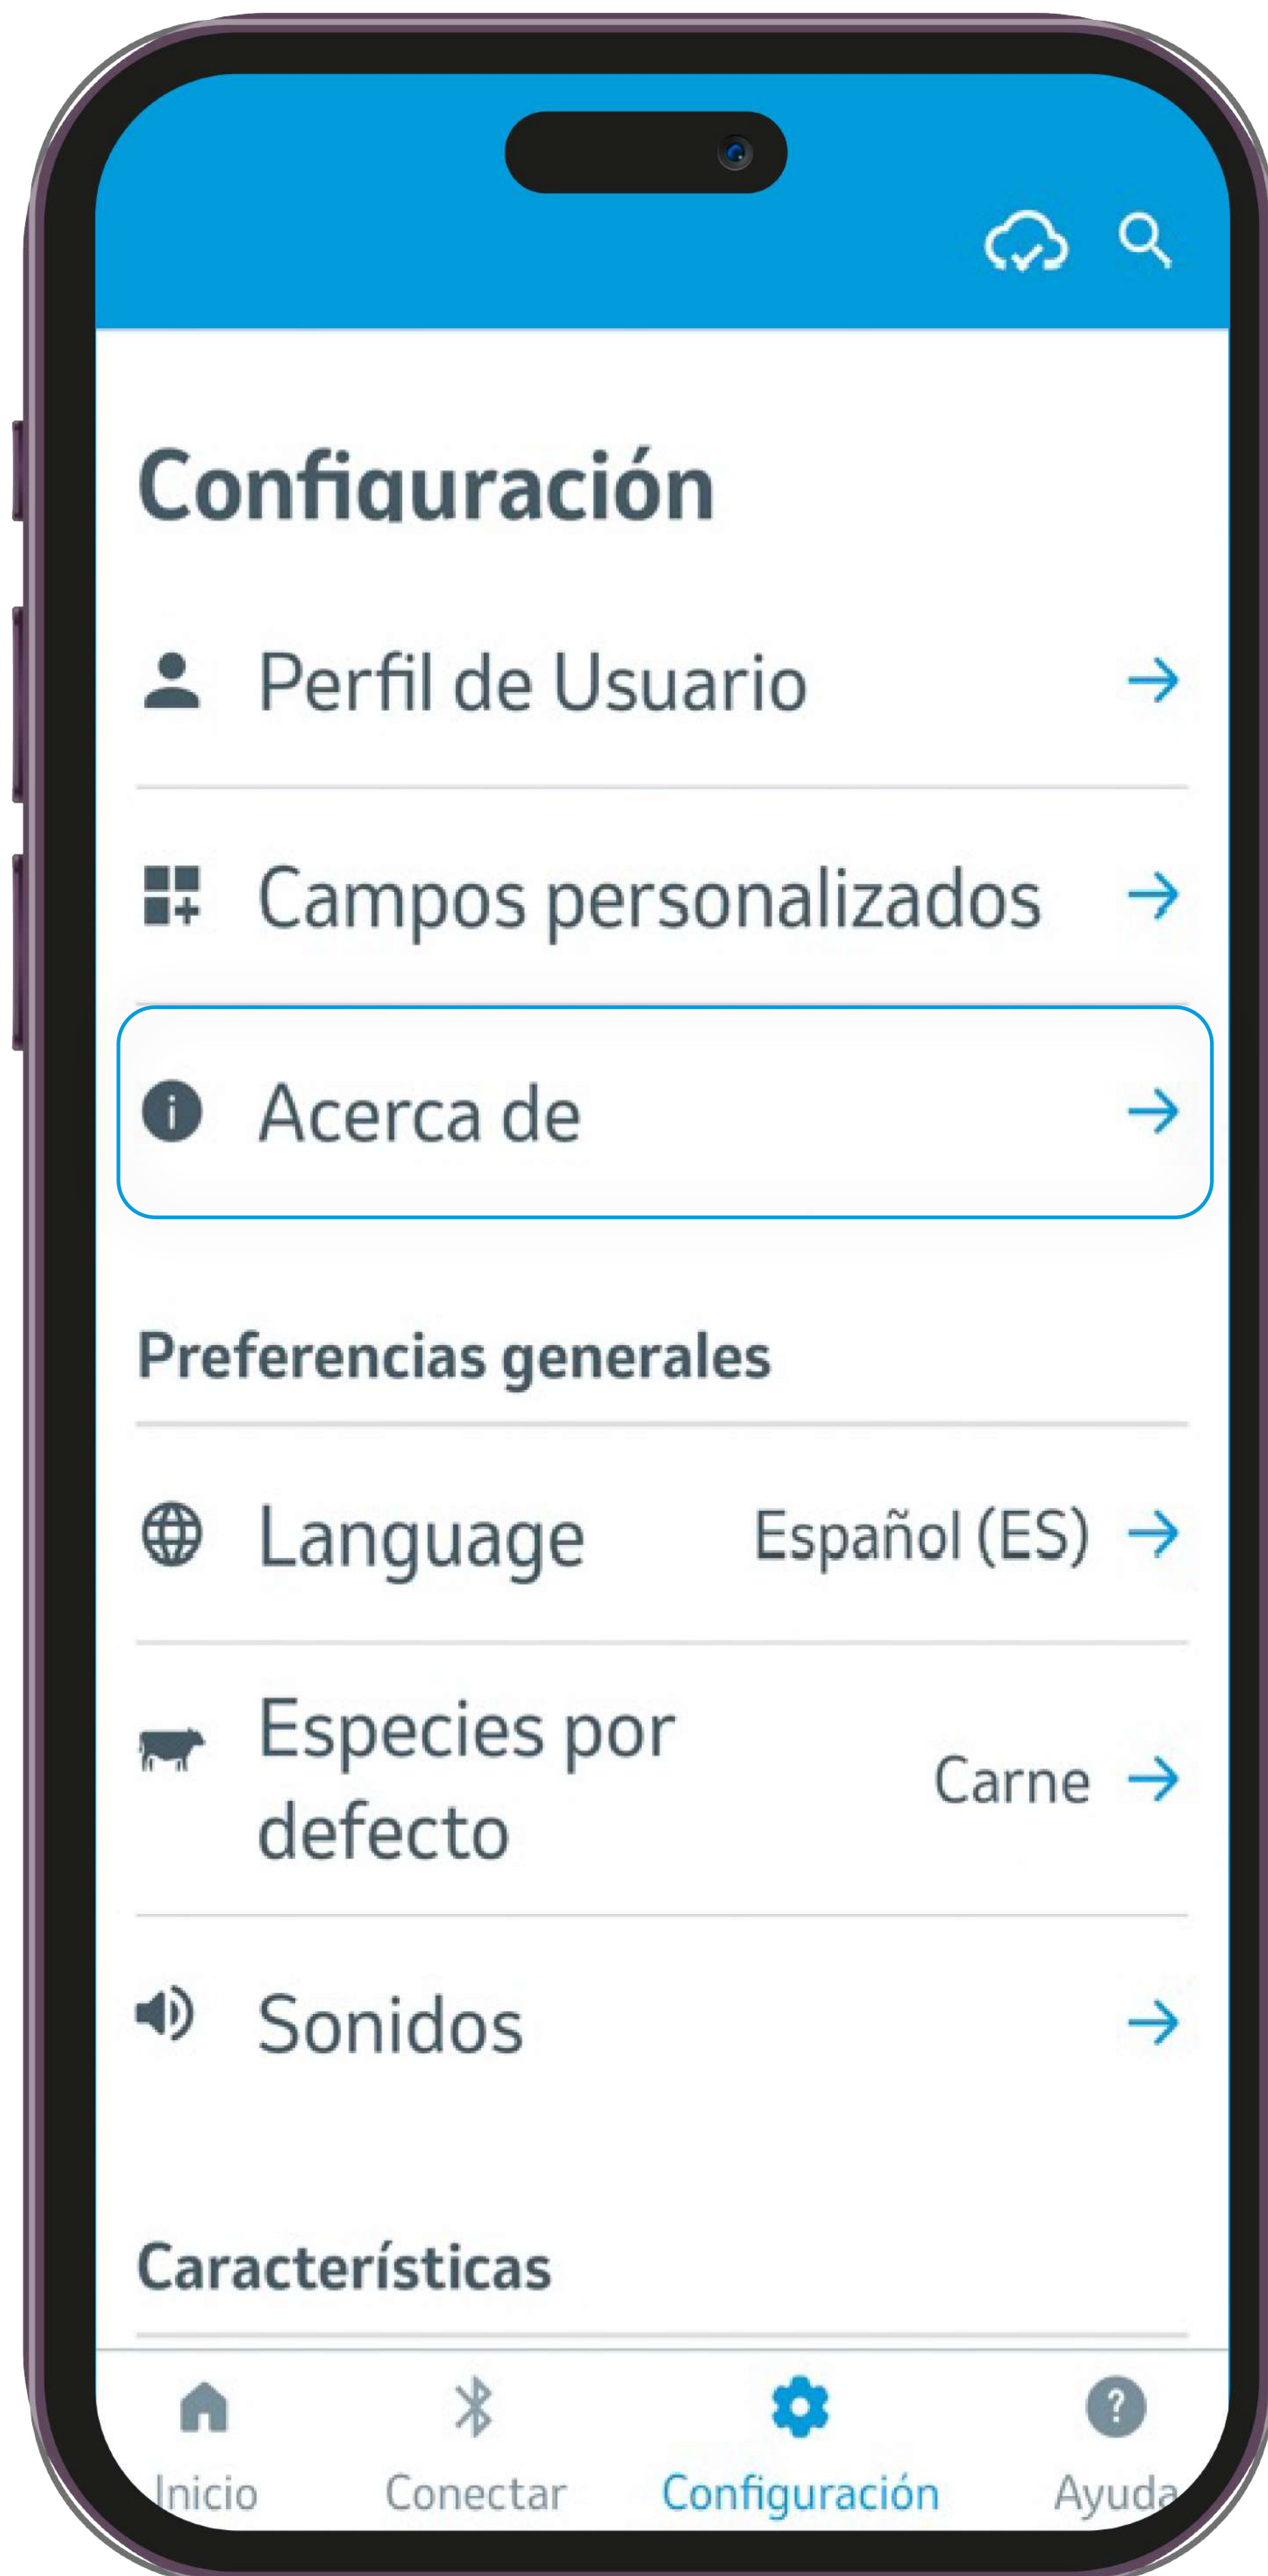 Configuración
Perfil de Usuario
Campos personalizados
Acerca de
Preferencias generales
Language Español (ES)
Especies por
defecto
Carne
Sonidos
Características
Inicio Conectar Configuración Ayuda